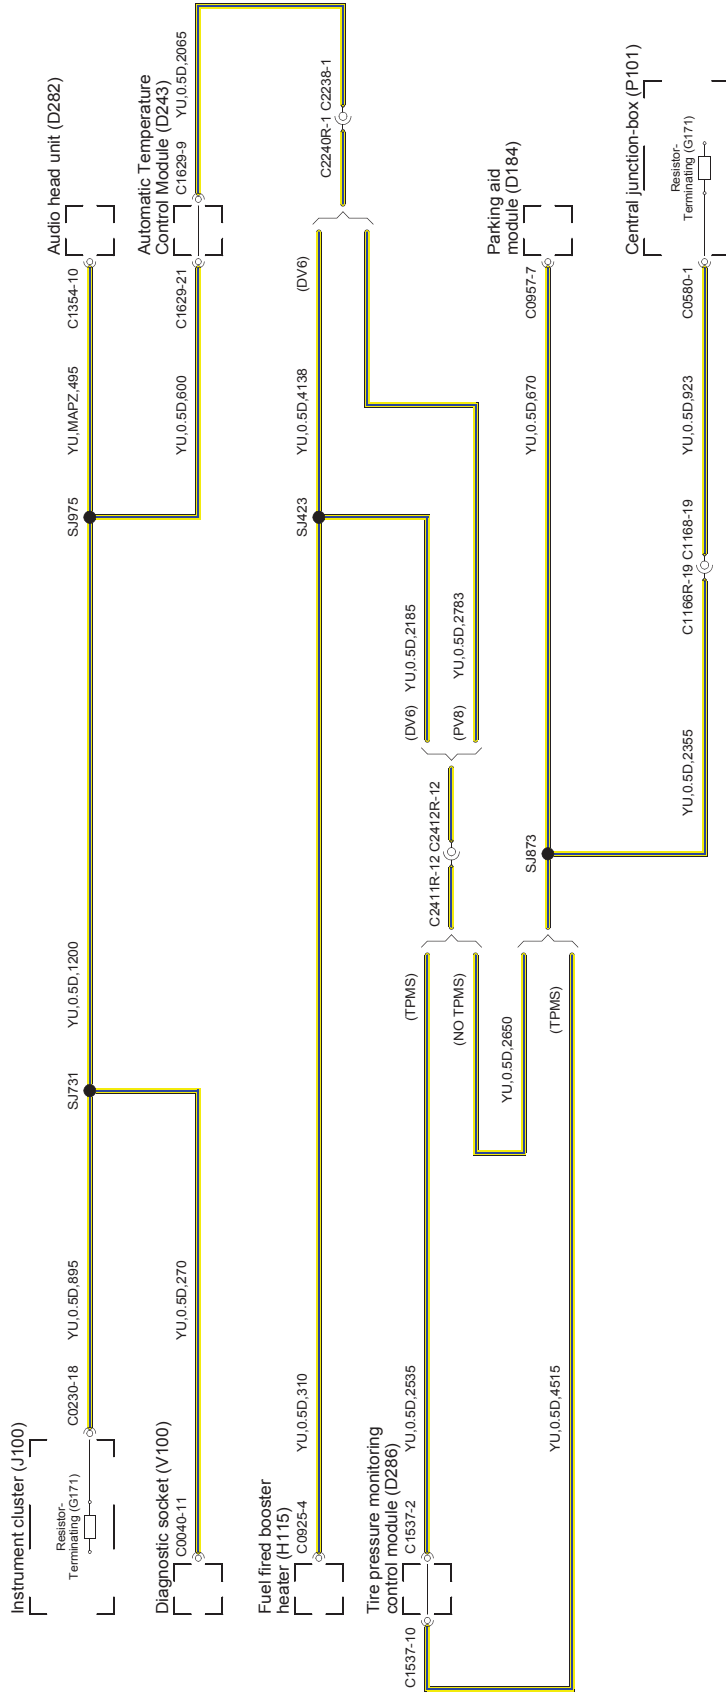 Instrument cluster (J100)
Resistor-
Terminating (G171)
C0230-18
YU,0.5D,895
SJ731
YU,0.5D,1200
SJ975
YU,MAPZ,495
C1354-10
Audio head unit (D282)
Diagnostic socket (V100)
C0040-11
YU,0.5D,270
YU,0.5D,600
C1629-21
Automatic Temperature
Control Module (D243)
C1629-9
YU,0.5D,2065
Fuel fired booster
heater (H115)
C0925-4
YU,0.5D,310
SJ423
YU,0.5D,4138
(DV6)
C2240R-1
C2238-1
Tire pressure monitoring
control module (D286)
C1537-10
C1537-2
YU,0.5D,2535
(TPMS)
C2411R-12
C2412R-12
(DV6)
YU,0.5D,2185
(PV8)
YU,0.5D,2783
(NO TPMS)
YU,0.5D,2650
SJ873
YU,0.5D,670
C0957-7
Parking aid
module (D184)
YU,0.5D,4515
(TPMS)
YU,0.5D,2355
C1166R-19
C1168-19
YU,0.5D,923
C0580-1
Central junction-box (P101)
Resistor-
Terminating (G171)